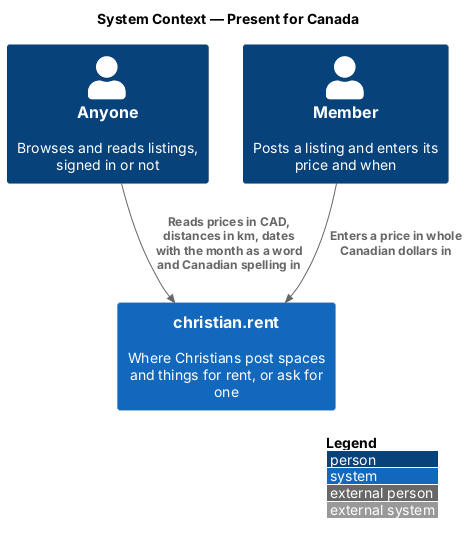 System Context — Present for Canada
Anyone
Browses and reads listings,
signed in or not
Member
Posts a listing and enters its
price and when
Reads prices in CAD,
distances in km, dates
with the month as a word
and Canadian spelling in
Enters a price in whole
Canadian dollars in
christian.rent
Where Christians post spaces
and things for rent, or ask for
one
Legend
person
system
external person
external system